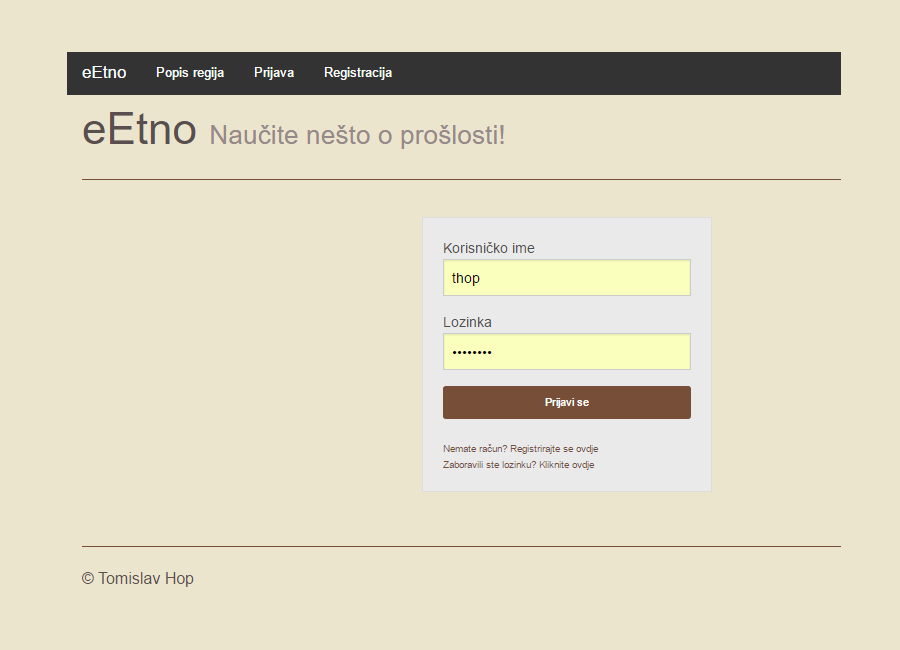 eEtno Popis regija Prijava Registracija
eEtno Naučite nešto o prošlosti!
Korisničko ime
thop
Lozinka
••••••••
Prijavi se
Nemate račun? Registrirajte se ovdje
Zaboravili ste lozinku? Kliknite ovdje
© Tomislav Hop